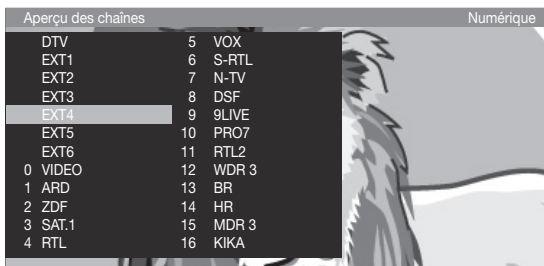 Aperçu des chaînes Numérique
DTV 5 VOX
EXT1 6 S-RTL
EXT2 7 N-TV
EXT3 8 DSF
EXT4 9 9LIVE
EXT5 10 PRO7
EXT6 11 RTL2
0 VIDEO 12 WDR 3
1 ARD 13 BR
2 ZDF 14 HR
3 SAT.1 15 MDR 3
4 RTL 16 KIKA